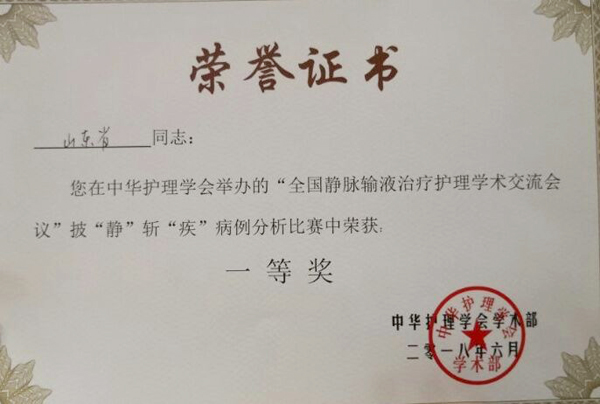 荣誉证书
山东省 同志：
您在中华护理学会举办的“全国静脉输液治疗护理学术交流会
议”披“静”斩“疾”病例分析比赛中荣获：
一等奖
中华护理学会学术部
二零一八年六月
中华护理学会
学术部